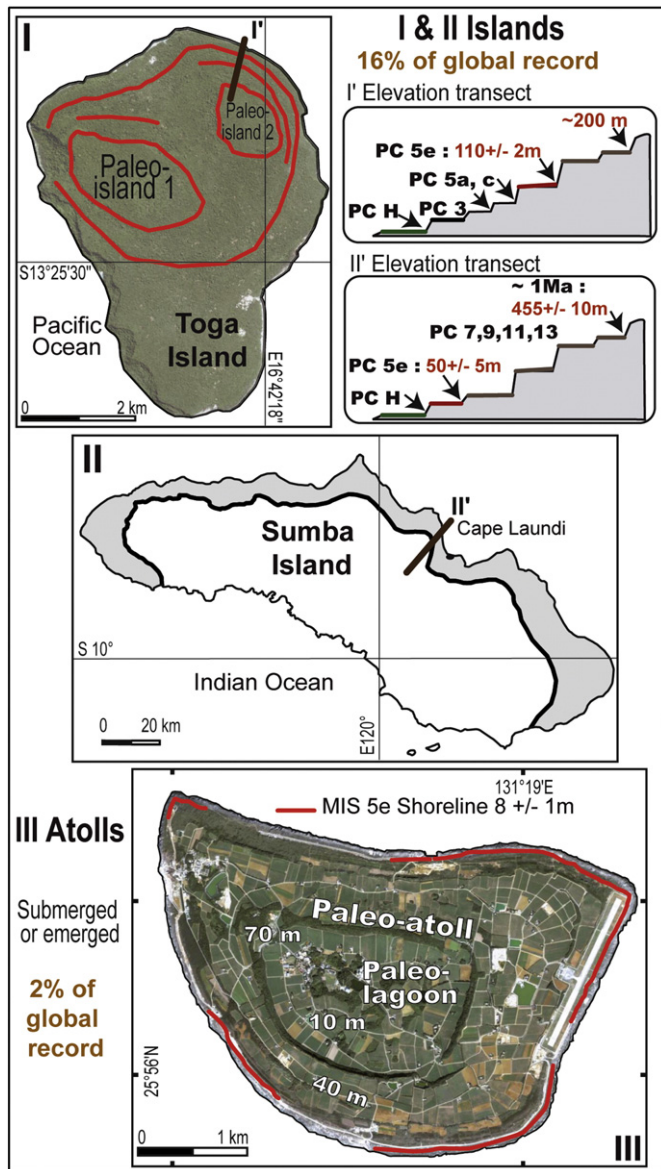 I
I'
Paleo-
island 2
Paleo-
island 1
S13°25'30"
Pacific
Ocean
Toga
Island
E16°42'18"
0 2 km
I & II Islands
16% of global record
I' Elevation transect
~200 m
PC 5e : 110+/- 2m
PC 5a, c
PC H
PC 3
II' Elevation transect
~ 1Ma :
455+/- 10m
PC 7,9,11,13
PC 5e : 50+/- 5m
PC H
II
II'
Cape Laundi
Sumba
Island
S 10°
Indian Ocean
E120°
0 20 km
III Atolls
Submerged
or emerged
2% of
global
record
131°19'E
MIS 5e Shoreline 8 +/- 1m
Paleo-atoll
70 m
Paleo-
lagoon
10 m
40 m
25°56'N
0 1 km
III